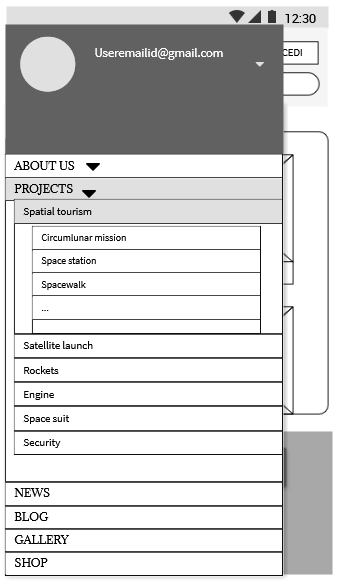 12:30
Useremailid@gmail.com
CEDI
ABOUT US
PROJECTS
Spatial tourism
Circumlunar mission
Space station
Spacewalk
...
Satellite launch
Rockets
Engine
Space suit
Security
NEWS
BLOG
GALLERY
SHOP